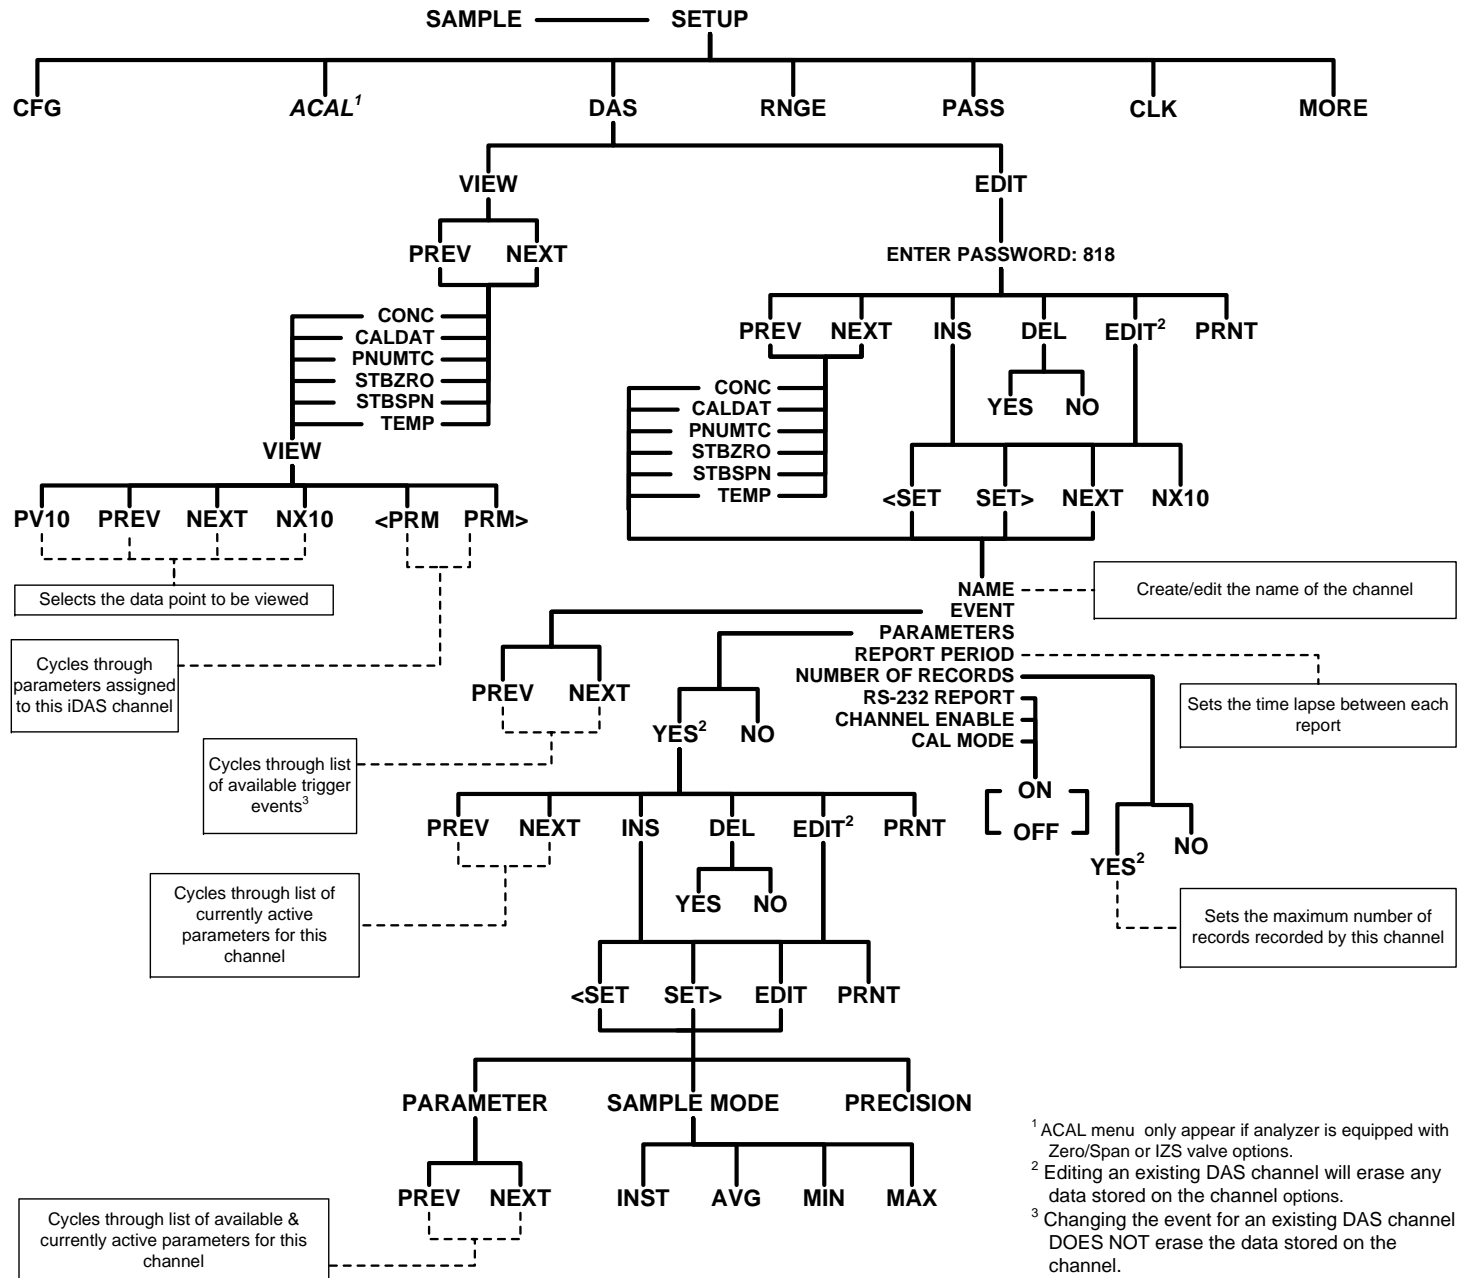 SAMPLE SETUP
CFG ACAL¹ DAS RNGE PASS CLK MORE
VIEW EDIT
PREV NEXT
ENTER PASSWORD: 818
CONC
CALDAT
PNUMTC
STBZRO
STBSPN
TEMP
VIEW
PV10 PREV NEXT NX10 <PRM PRM>
Selects the data point to be viewed
Cycles through
parameters assigned
to this iDAS channel
PREV NEXT INS DEL EDIT² PRNT
YES NO
CONC
CALDAT
PNUMTC
STBZRO
STBSPN
TEMP
<SET SET> NEXT NX10
NAME
EVENT
PARAMETERS
REPORT PERIOD
NUMBER OF RECORDS
RS-232 REPORT
CHANNEL ENABLE
CAL MODE
Create/edit the name of the channel
Sets the time lapse between each
report
ON
OFF
YES² NO
Sets the maximum number of
records recorded by this channel
PREV NEXT
Cycles through list
of available trigger
events³
YES² NO
PREV NEXT INS DEL EDIT² PRNT
Cycles through list of
currently active
parameters for this
channel
YES NO
<SET SET> EDIT PRNT
PARAMETER SAMPLE MODE PRECISION
PREV NEXT INST AVG MIN MAX
Cycles through list of available &
currently active parameters for this
channel
¹ ACAL menu only appear if analyzer is equipped with
Zero/Span or IZS valve options.
² Editing an existing DAS channel will erase any
data stored on the channel options.
³ Changing the event for an existing DAS channel
DOES NOT erase the data stored on the
channel.